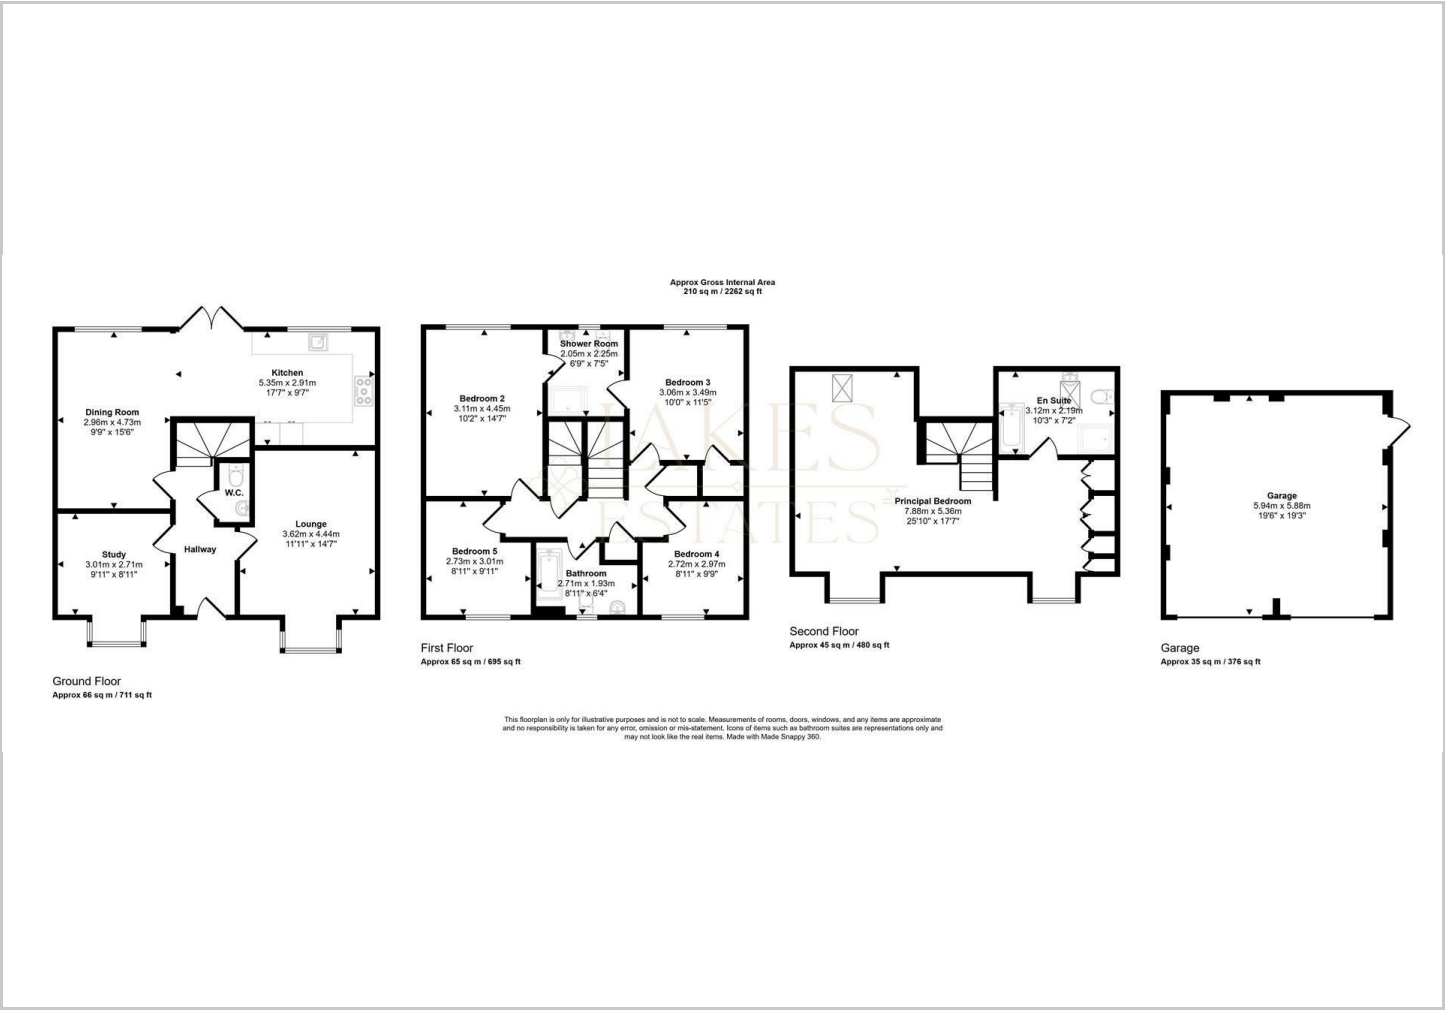 Approx Gross Internal Area
210 sq m / 2262 sq ft
Kitchen
5.35m x 2.91m
17'7" x 9'7"
Dining Room
2.96m x 4.73m
9'9" x 15'6"
W.C.
Lounge
3.62m x 4.44m
11'11" x 14'7"
Hallway
Study
3.01m x 2.71m
9'11" x 8'11"
Ground Floor
Approx 66 sq m / 711 sq ft
Shower Room
2.05m x 2.25m
6'9" x 7'5"
Bedroom 2
3.11m x 4.45m
10'2" x 14'7"
Bedroom 3
3.06m x 3.49m
10'0" x 11'5"
Bedroom 5
2.73m x 3.01m
8'11" x 9'11"
Bathroom
2.71m x 1.93m
8'11" x 6'4"
Bedroom 4
2.72m x 2.97m
8'11" x 9'9"
First Floor
Approx 65 sq m / 695 sq ft
En Suite
3.12m x 2.19m
10'3" x 7'2"
Principal Bedroom
7.88m x 5.36m
25'10" x 17'7"
Second Floor
Approx 45 sq m / 480 sq ft
Garage
5.94m x 5.88m
19'6" x 19'3"
Garage
Approx 35 sq m / 376 sq ft
JAKES
ESTATES
This floorplan is only for illustrative purposes and is not to scale. Measurements of rooms, doors, windows, and any items are approximate
and no responsibility is taken for any error, omission or mis-statement. Icons of items such as bathroom suites are representations only and
may not look like the real items. Made with Made Snappy 360.